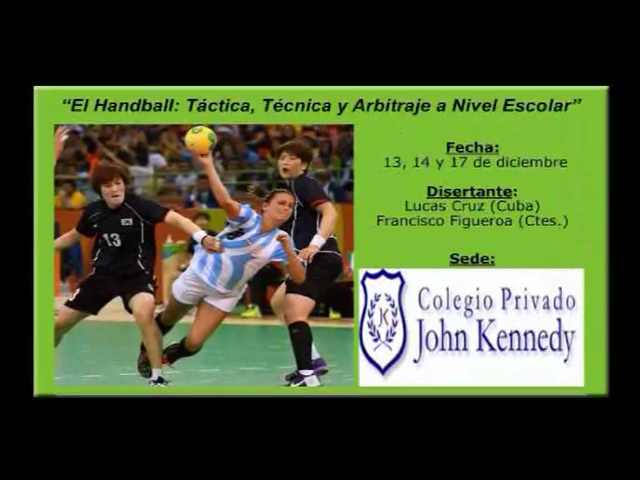 “El Handball: Táctica, Técnica y Arbitraje a Nivel Escolar”
Fecha:
13, 14 y 17 de diciembre
Disertante:
Lucas Cruz (Cuba)
Francisco Figueroa (Ctes.)
Sede:
JK
Colegio Privado
John Kennedy
13